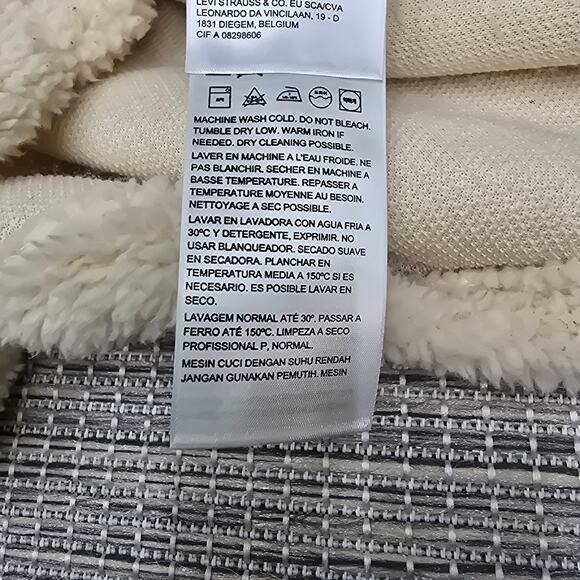 LEVI STRAUSS & CO. EU SCA/CVA
LEONARDO DA VINCILAAN, 19 - D
1831 DIEGEM, BELGIUM
CIF A 08298606
MACHINE WASH COLD. DO NOT BLEACH.
TUMBLE DRY LOW. WARM IRON IF
NEEDED. DRY CLEANING POSSIBLE.
LAVER EN MACHINE A L'EAU FROIDE. NE
PAS BLANCHIR. SECHER EN MACHINE A
BASSE TEMPERATURE. REPASSER A
TEMPERATURE MOYENNE AU BESOIN.
NETTOYAGE A SEC POSSIBLE.
LAVAR EN LAVADORA CON AGUA FRIA A
30ºC Y DETERGENTE, EXPRIMIR. NO
USAR BLANQUEADOR. SECADO SUAVE
EN SECADORA. PLANCHAR EN
TEMPERATURA MEDIA A 150ºC SI ES
NECESARIO. ES POSIBLE LAVAR EN
SECO.
LAVAGEM NORMAL ATÉ 30º. PASSAR A
FERRO ATÉ 150ºC. LIMPEZA A SECO
PROFISSIONAL P, NORMAL.
MESIN CUCI DENGAN SUHU RENDAH
JANGAN GUNAKAN PEMUTIH. MESIN